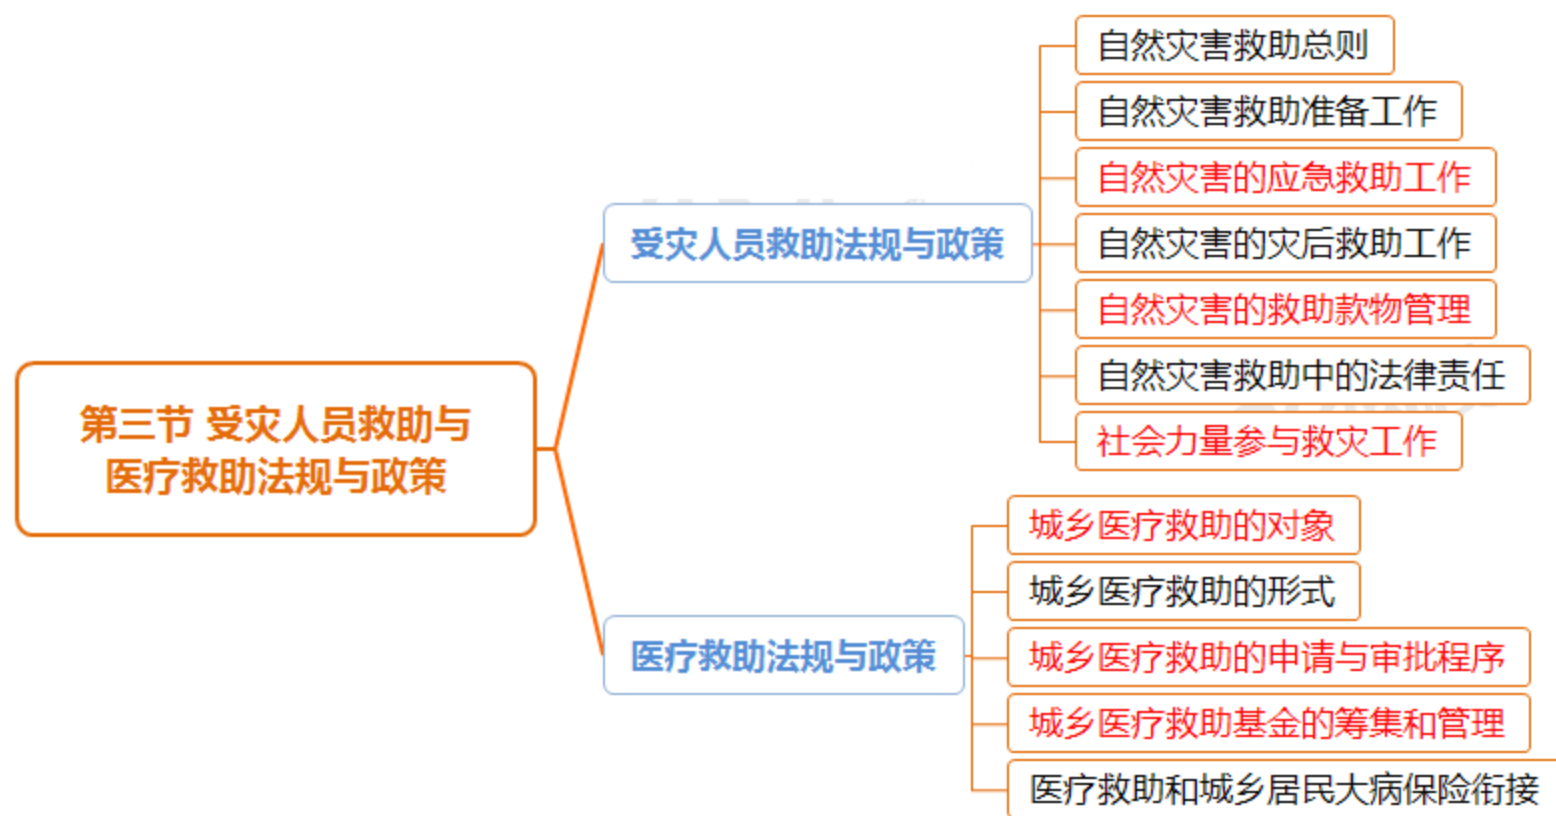 自然灾害救助总则
自然灾害救助准备工作
自然灾害的应急救助工作
受灾人员救助法规与政策
自然灾害的灾后救助工作
自然灾害的救助款物管理
自然灾害救助中的法律责任
社会力量参与救灾工作
第三节 受灾人员救助与
医疗救助法规与政策
城乡医疗救助的对象
城乡医疗救助的形式
医疗救助法规与政策
城乡医疗救助的申请与审批程序
城乡医疗救助基金的筹集和管理
医疗救助和城乡居民大病保险衔接